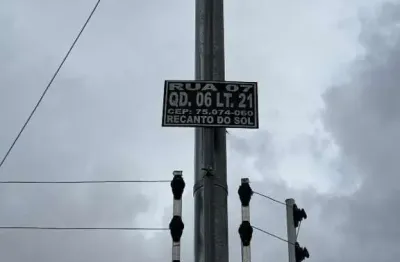 RUA 07
QD. 06 LT. 21
CEP: 75.074-060
RECANTO DO SOL